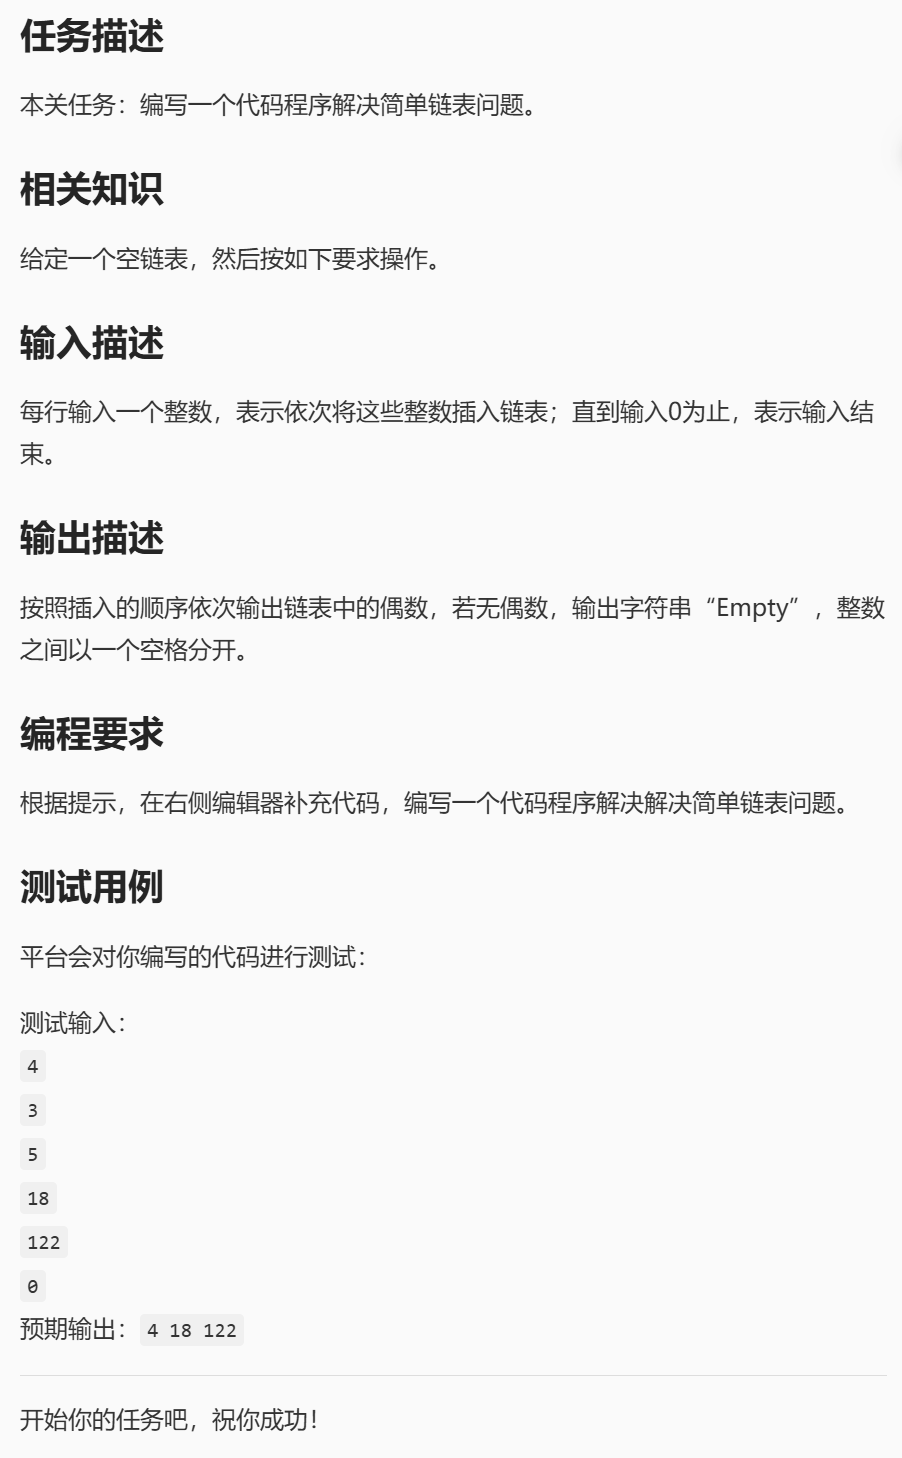 任务描述
本关任务：编写一个代码程序解决简单链表问题。
相关知识
给定一个空链表，然后按如下要求操作。
输入描述
每行输入一个整数，表示依次将这些整数插入链表；直到输入0为止，表示输入结
束。
输出描述
按照插入的顺序依次输出链表中的偶数，若无偶数，输出字符串“Empty”，整数
之间以一个空格分开。
编程要求
根据提示，在右侧编辑器补充代码，编写一个代码程序解决解决简单链表问题。
测试用例
平台会对你编写的代码进行测试：
测试输入：
4
3
5
18
122
0
预期输出：4 18 122
开始你的任务吧，祝你成功！